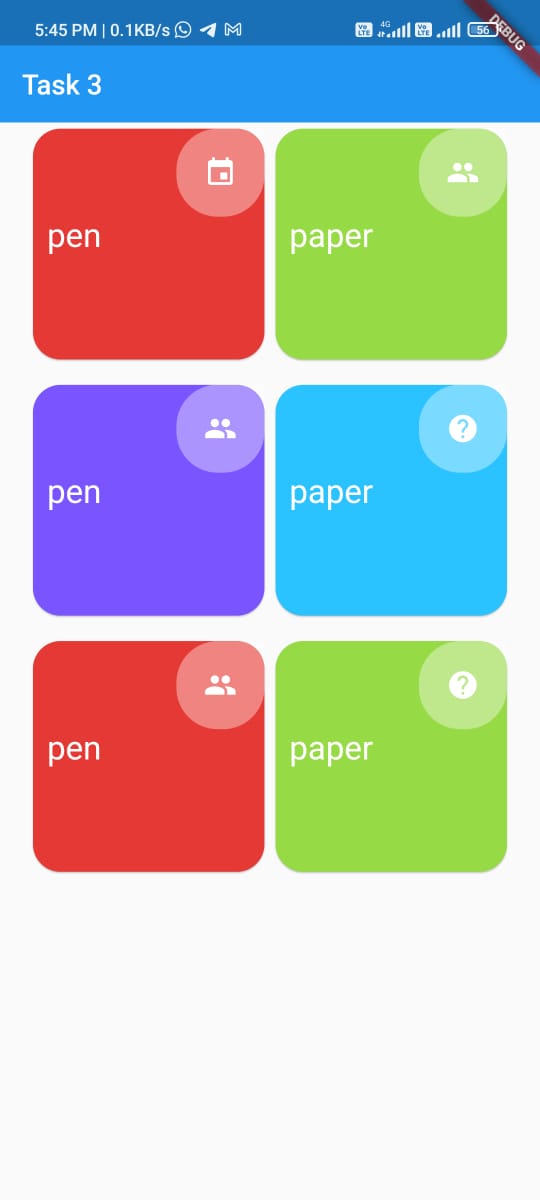 5:45 PM | 0.1KB/s
Vo LTE 4G Vo LTE 56
DEBUG
Task 3
pen paper
pen paper
pen paper